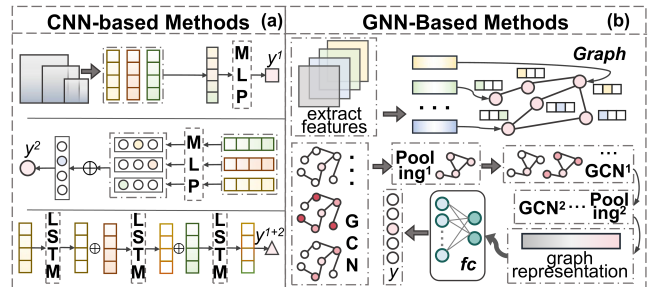 CNN-based Methods (a)
M
L
P
y¹
y²
M
L
P
L
S
T
M
L
S
T
M
L
S
T
M
y¹⁺²
GNN-Based Methods (b)
extract
features
Graph
...
...
G
C
N
Pool
ing¹
...
GCN¹
GCN² ... Pool
ing²
graph
representation
fc
y